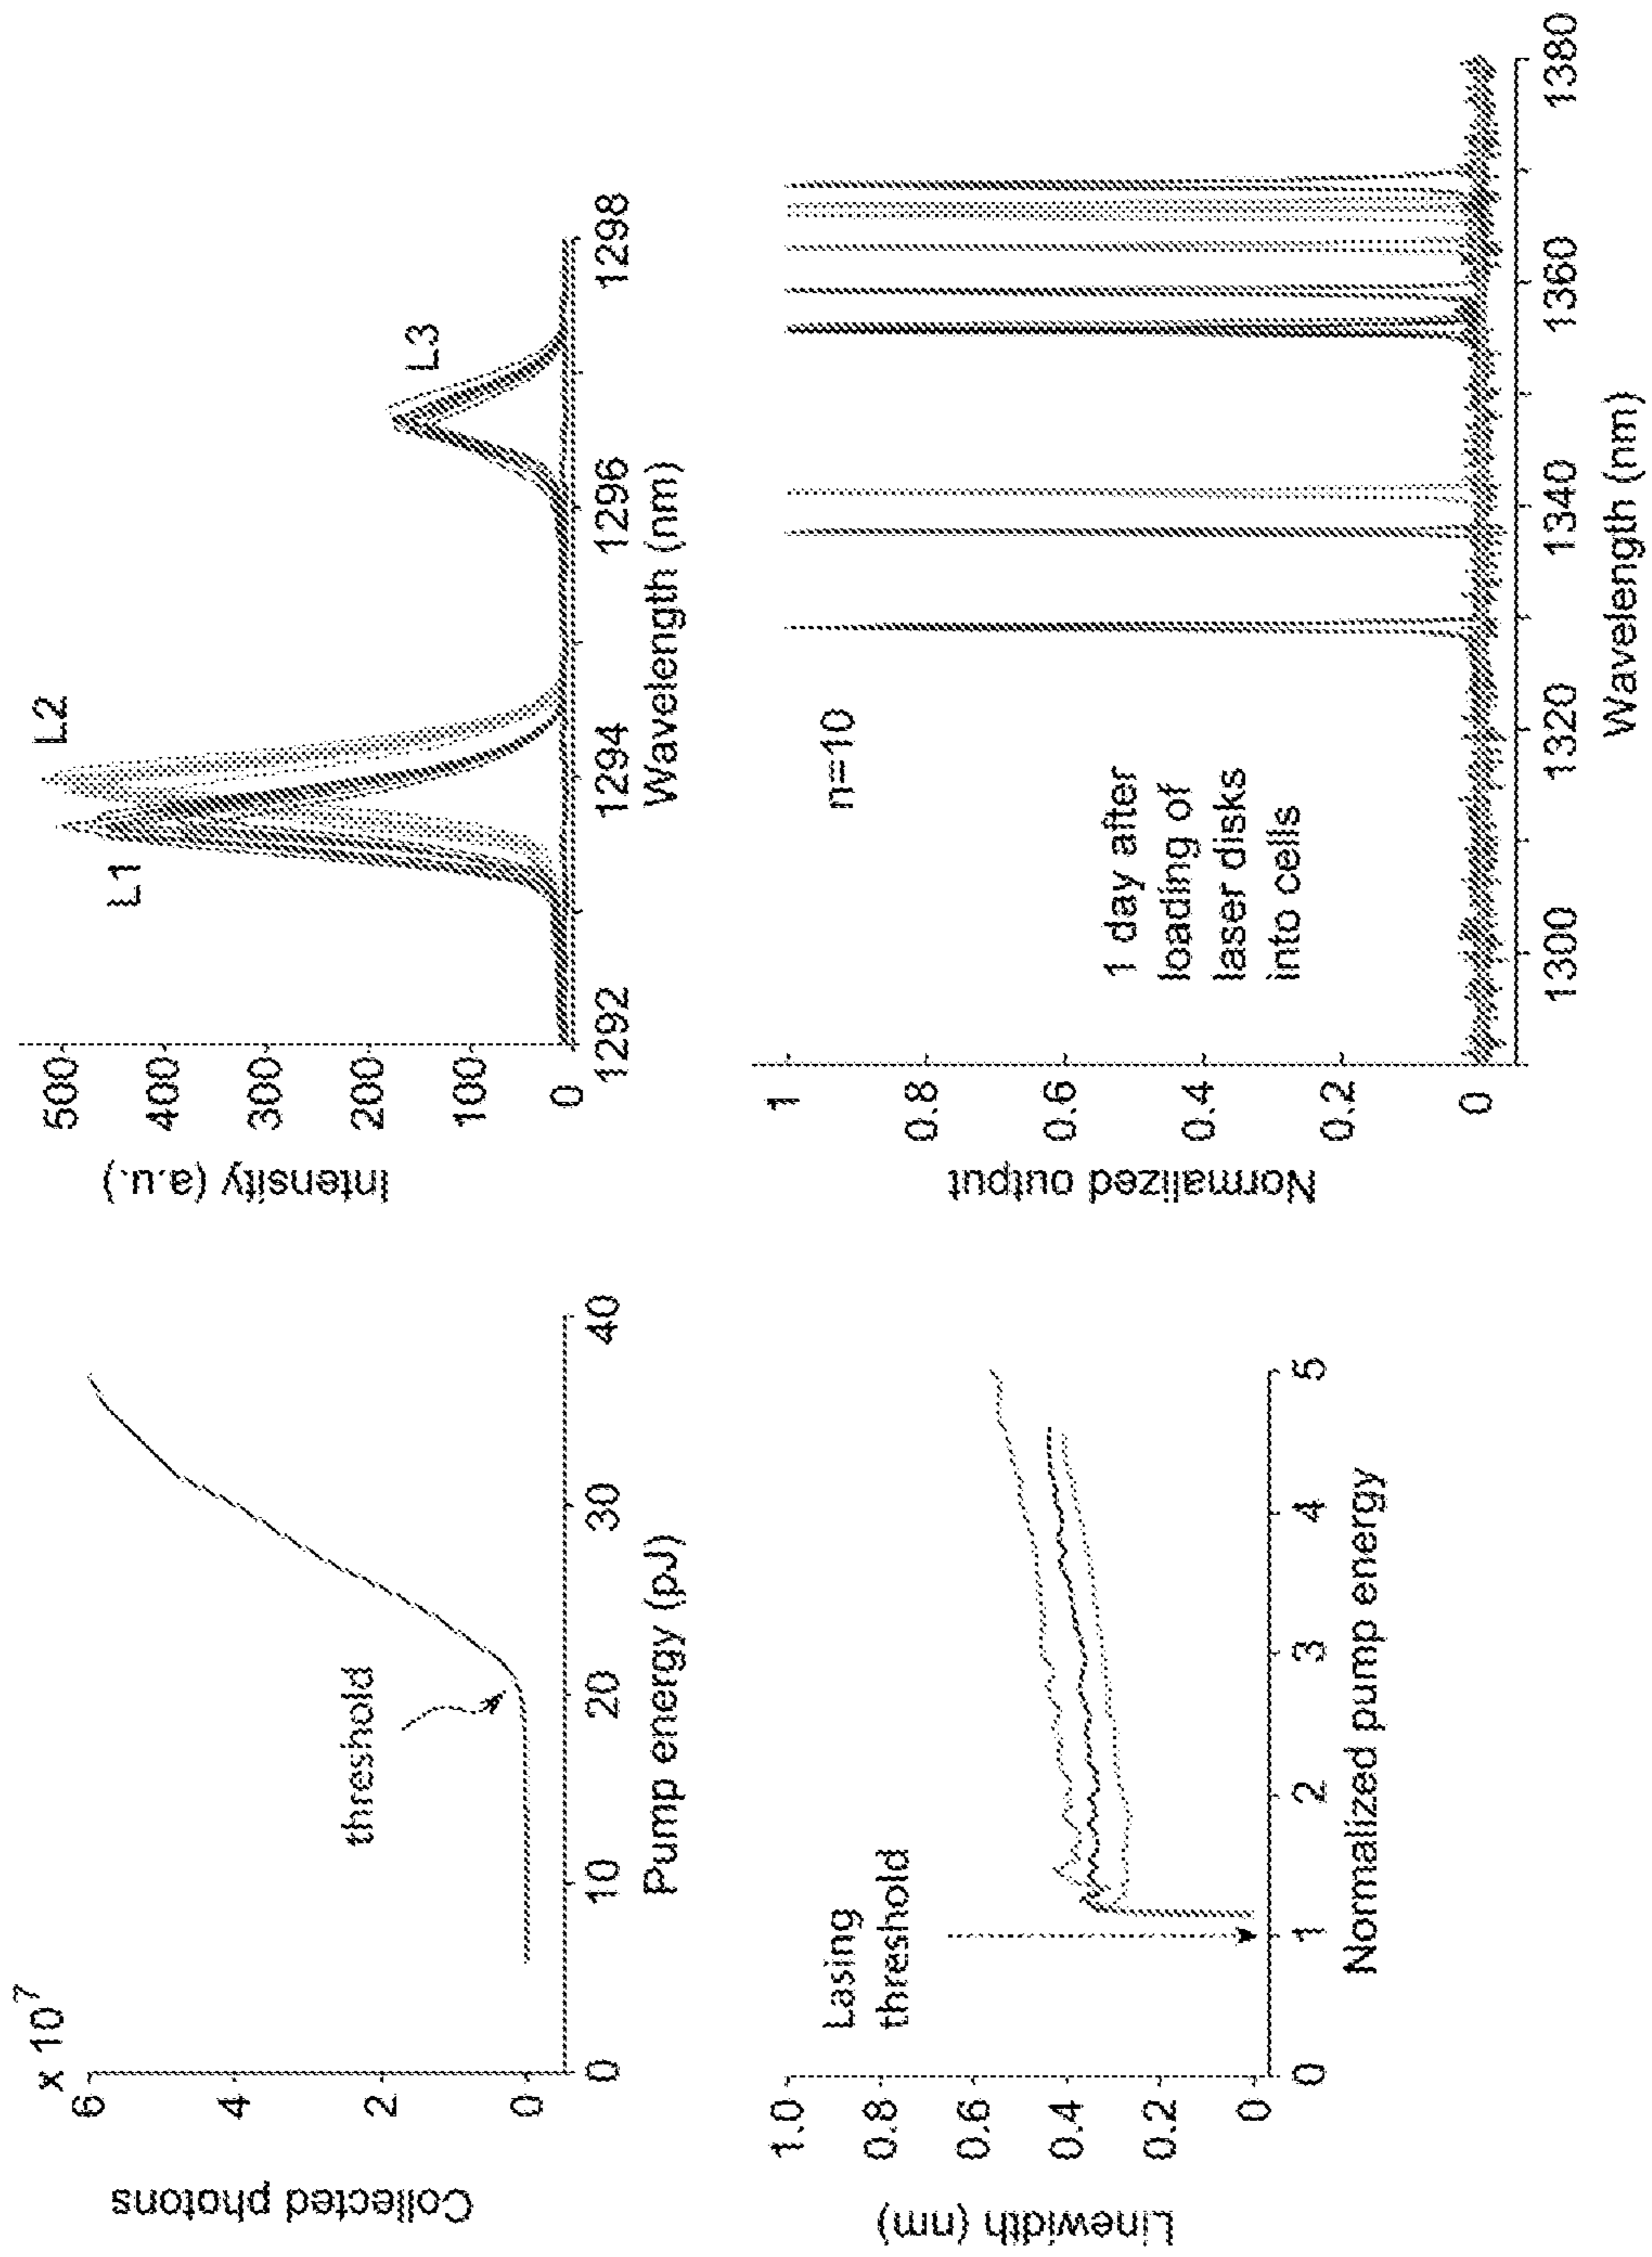 x 10^7
6
4
2
0
Collected photons
threshold
0
10
20
30
40
Pump energy (pJ)
500
400
300
200
100
0
Intensity (a.u.)
L1
L2
L3
1292
1294
1296
1298
Wavelength (nm)
1.0
0.8
0.6
0.4
0.2
0
Linewidth (nm)
Lasing
threshold
0
1
2
3
4
5
Normalized pump energy
1
0.8
0.6
0.4
0.2
0
Normalized output
n=10
1 day after
loading of
laser disks
into cells
1300
1320
1340
1360
1380
Wavelength (nm)